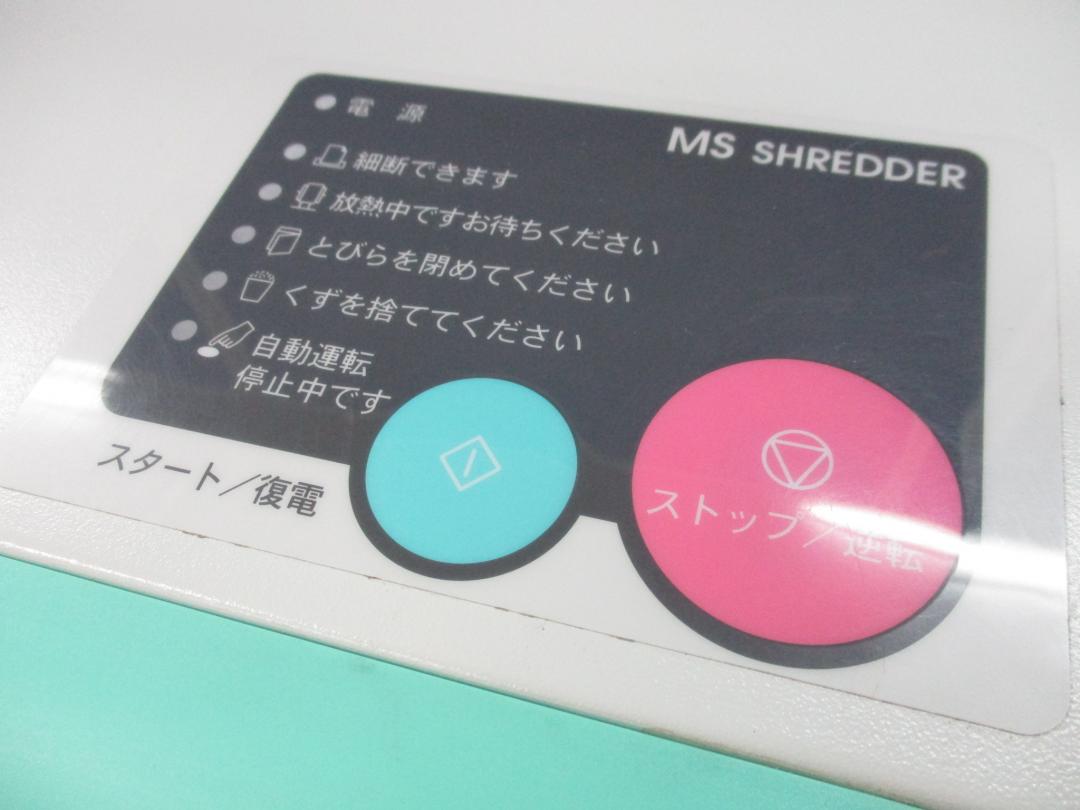 電 源
MS SHREDDER
細断できます
放熱中ですお待ちください
とびらを閉めてください
くずを捨ててください
自動運転
停止中です
スタート／復電
ストップ／逆転